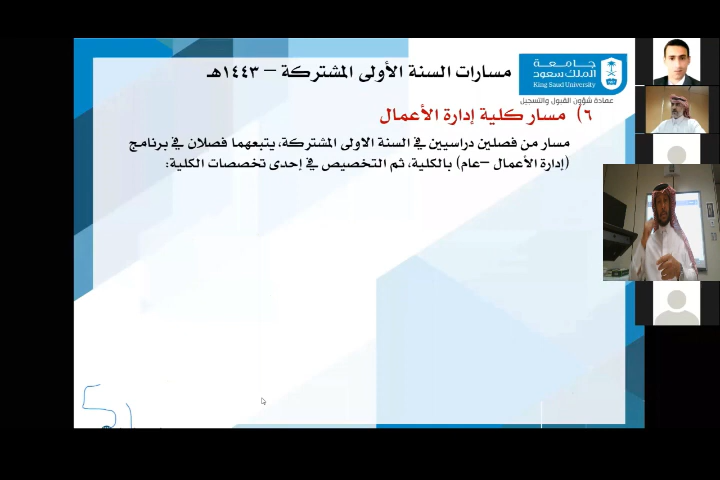 جامعة
الملك سعود
King Saud University
عمادة شؤون القبول والتسجيل
مسارات السنة الأولى المشتركة – ١٤٤٣هـ
٦) مسار كلية إدارة الأعمال
مسار من فصلين دراسيين في السنة الاولى المشتركة، يتبعهما فصلان في برنامج
(إدارة الأعمال –عام) بالكلية، ثم التخصيص في إحدى تخصصات الكلية: